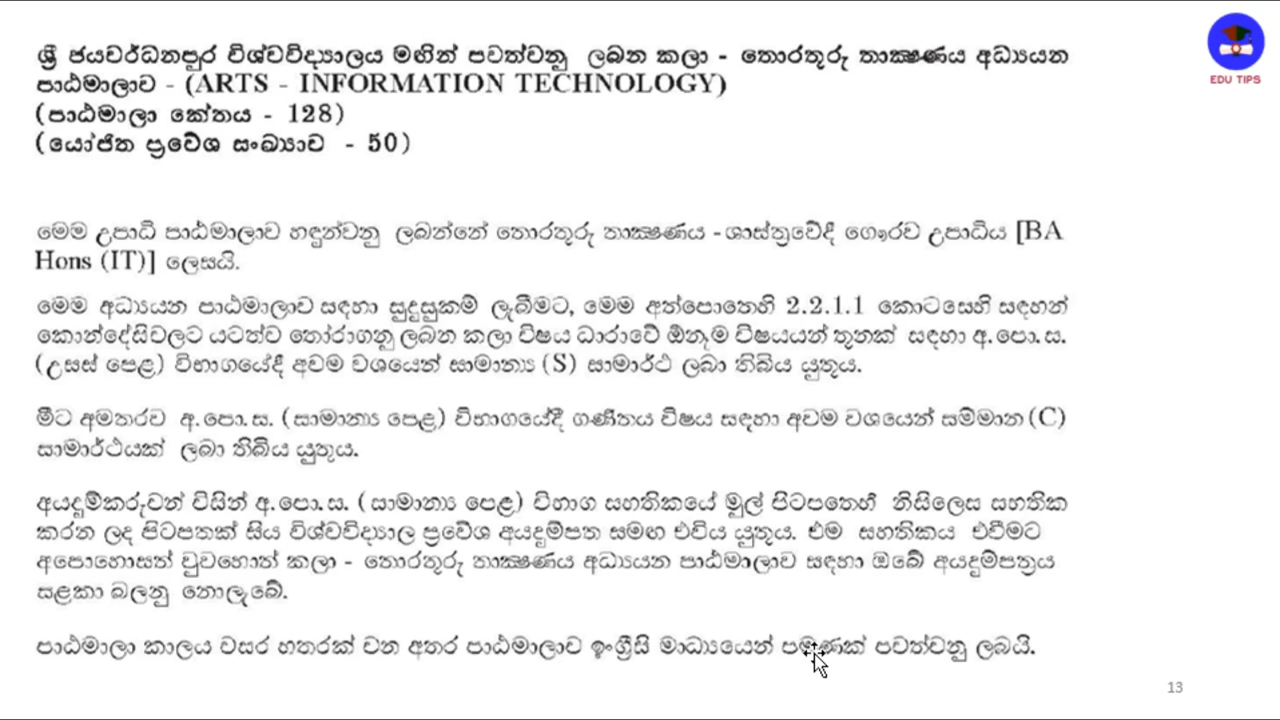 ශ්‍රී ජයවර්ධනපුර විශ්වවිද්‍යාලය මඟින් පවත්වනු ලබන කලා - තොරතුරු තාක්ෂණය අධ්‍යයන
පාඨමාලාව - (ARTS - INFORMATION TECHNOLOGY)
(පාඨමාලා කේතය - 128)
(යෝජිත ප්‍රවේශ සංඛ්‍යාව - 50)
EDU TIPS
මෙම උපාධි පාඨමාලාව හඳුන්වනු ලබන්නේ තොරතුරු තාක්ෂණය -ශාස්ත්‍රවේදී ගෞරව උපාධිය [BA
Hons (IT)] ලෙසයි.
මෙම අධ්‍යයන පාඨමාලාව සඳහා සුදුසුකම් ලැබීමට, මෙම අත්පොතෙහි 2.2.1.1 කොටසෙහි සඳහන්
කොන්දේසිවලට යටත්ව තෝරාගනු ලබන කලා විෂය ධාරාවේ ඕනෑම විෂයයන් තුනක් සඳහා අ.පො.ස.
(උසස් පෙළ) විභාගයේදී අවම වශයෙන් සාමාන්‍ය (S) සාමාර්ථ ලබා තිබිය යුතුය.
මීට අමතරව අ.පො.ස. (සාමාන්‍ය පෙළ) විභාගයේදී ගණිතය විෂය සඳහා අවම වශයෙන් සම්මාන (C)
සාමාර්ථයක් ලබා තිබිය යුතුය.
අයදුම්කරුවන් විසින් අ.පො.ස. (සාමාන්‍ය පෙළ) විභාග සහතිකයේ මුල් පිටපතෙහි නිසිලෙස සහතික
කරන ලද පිටපතක් සිය විශ්වවිද්‍යාල ප්‍රවේශ අයදුම්පත සමඟ එවිය යුතුය. එම සහතිකය එවීමට
අපොහොසත් වුවහොත් කලා - තොරතුරු තාක්ෂණය අධ්‍යයන පාඨමාලාව සඳහා ඔබේ අයදුම්පත්‍රය
සළකා බලනු නොලැබේ.
පාඨමාලා කාලය වසර හතරක් වන අතර පාඨමාලාව ඉංග්‍රීසි මාධ්‍යයෙන් පමණක් පවත්වනු ලබයි.
13